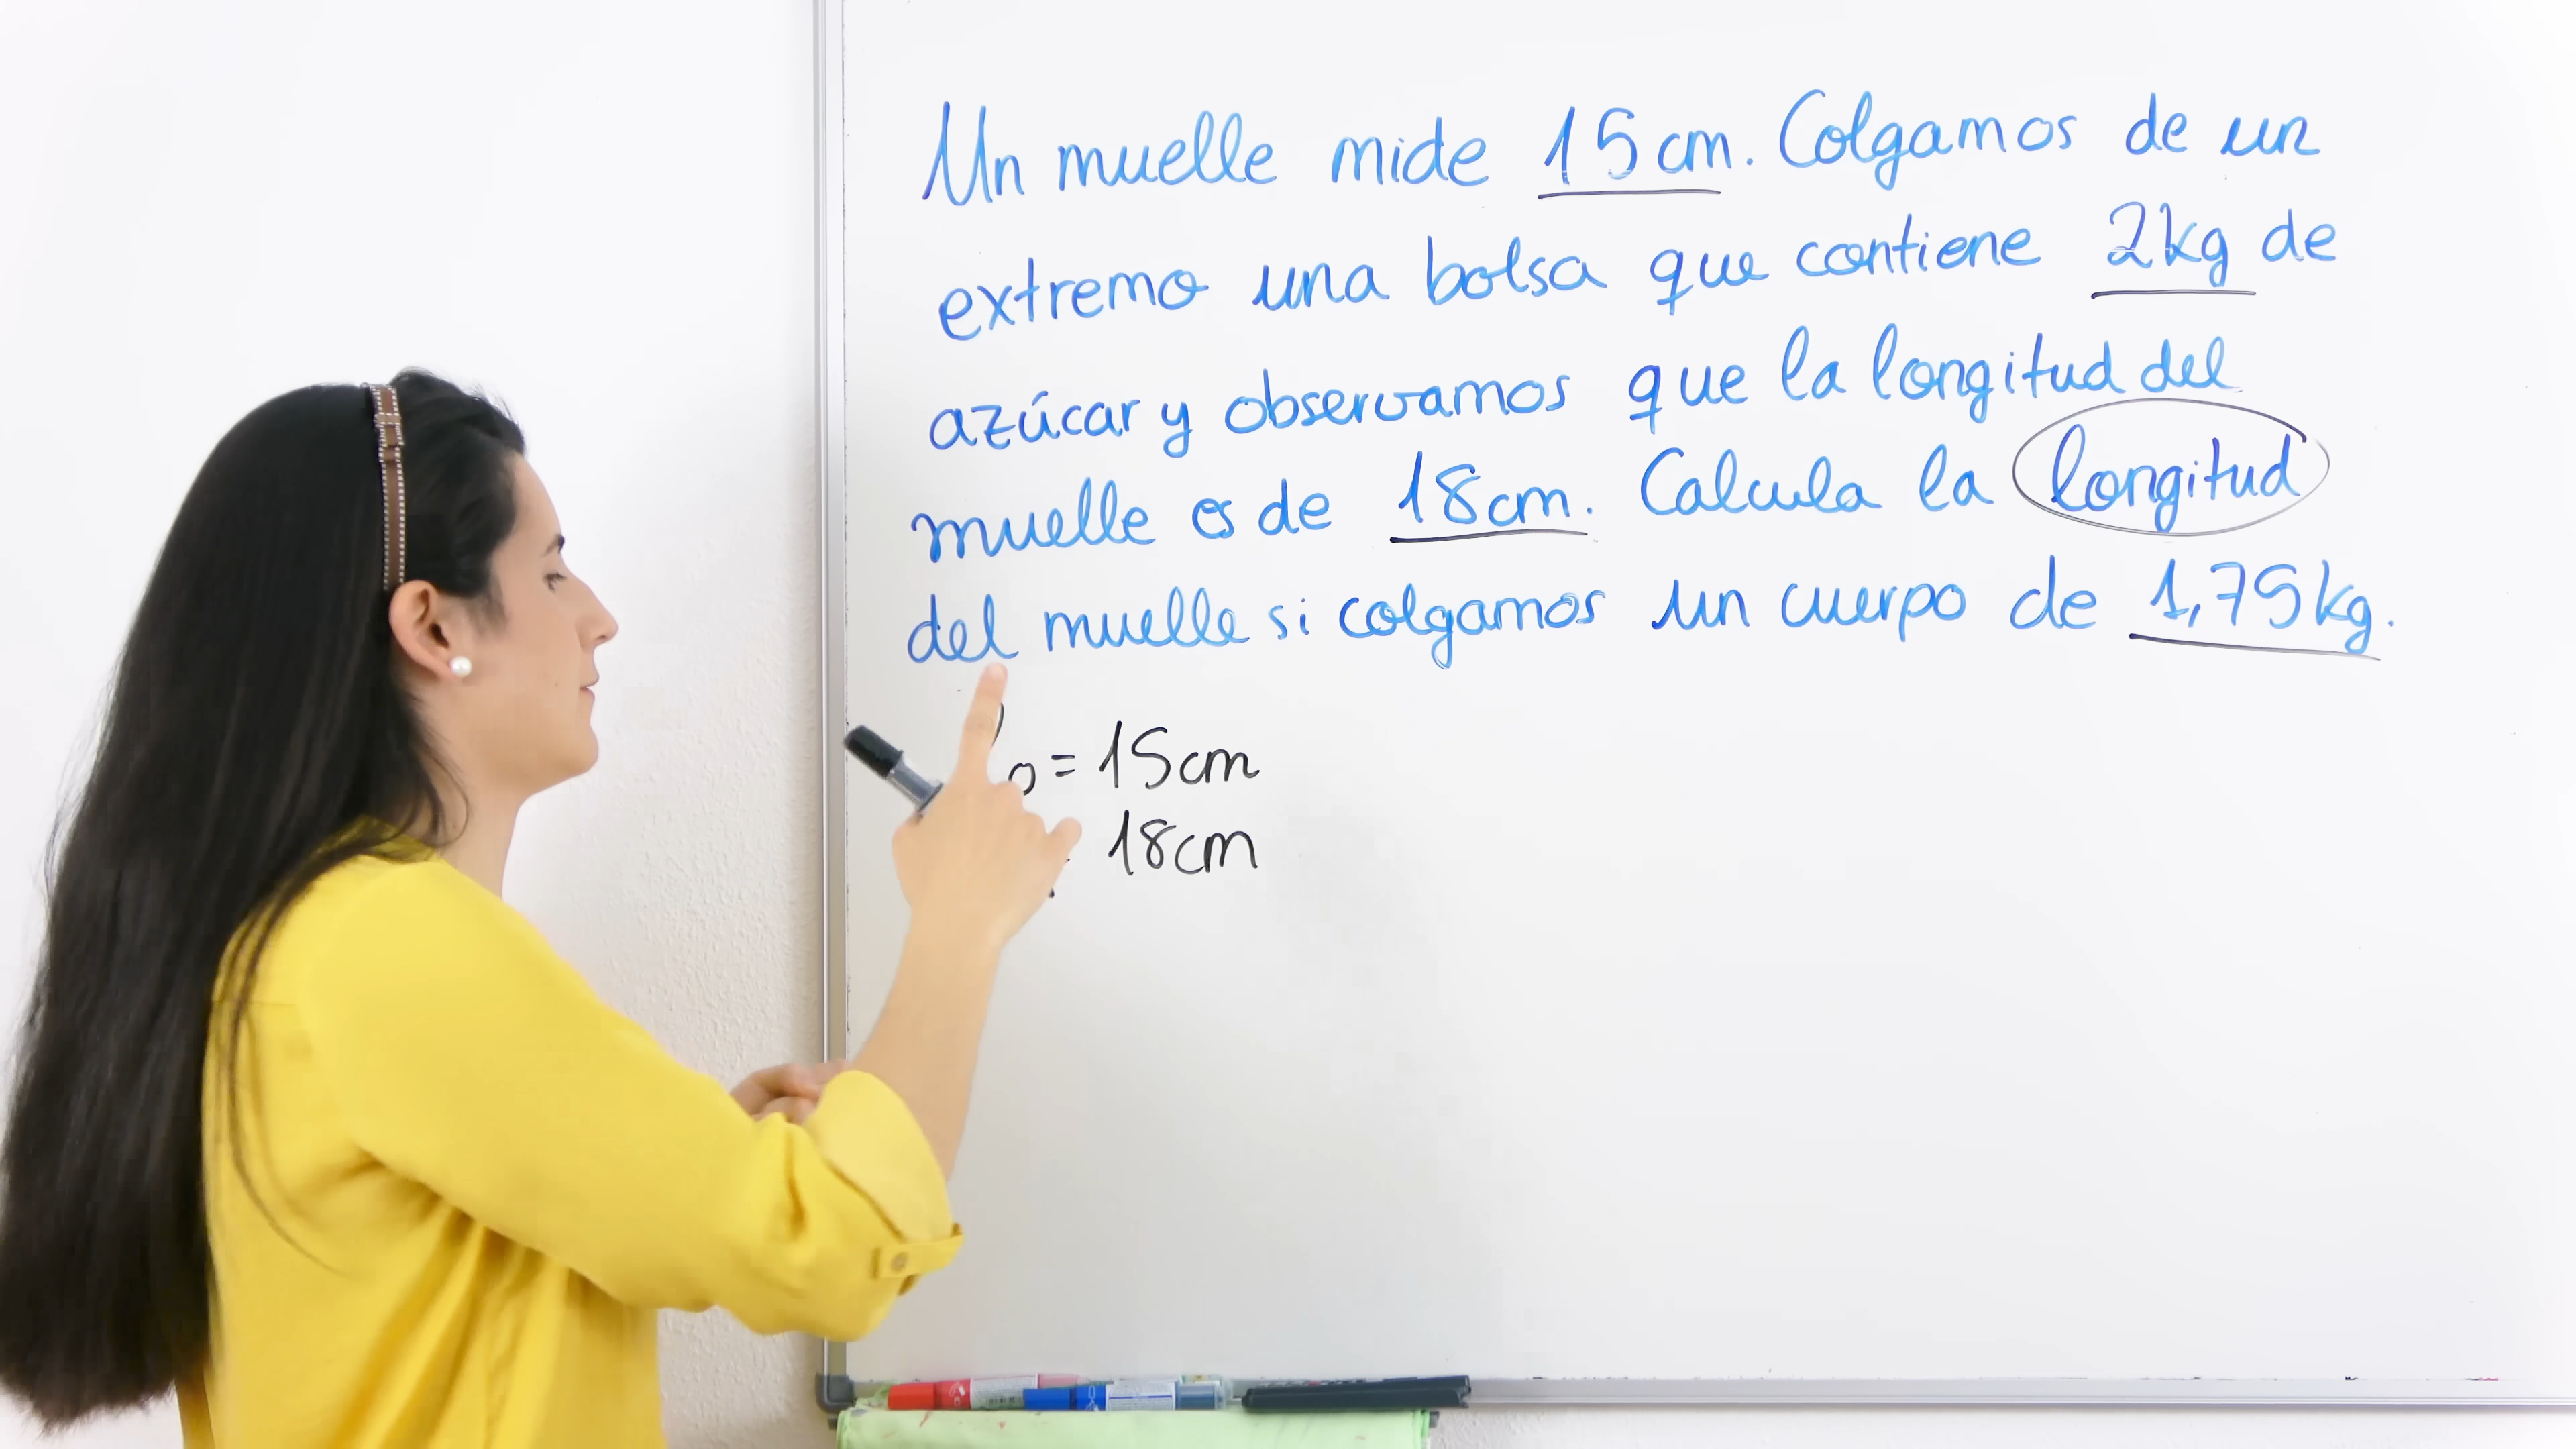 Un muelle mide 15cm. Colgamos de un
extremo una bolsa que contiene 2kg de
azúcar y observamos que la longitud del
muelle es de 18cm. Calcula la longitud
del muelle si colgamos un cuerpo de 1,75kg.
0 = 15cm
18cm